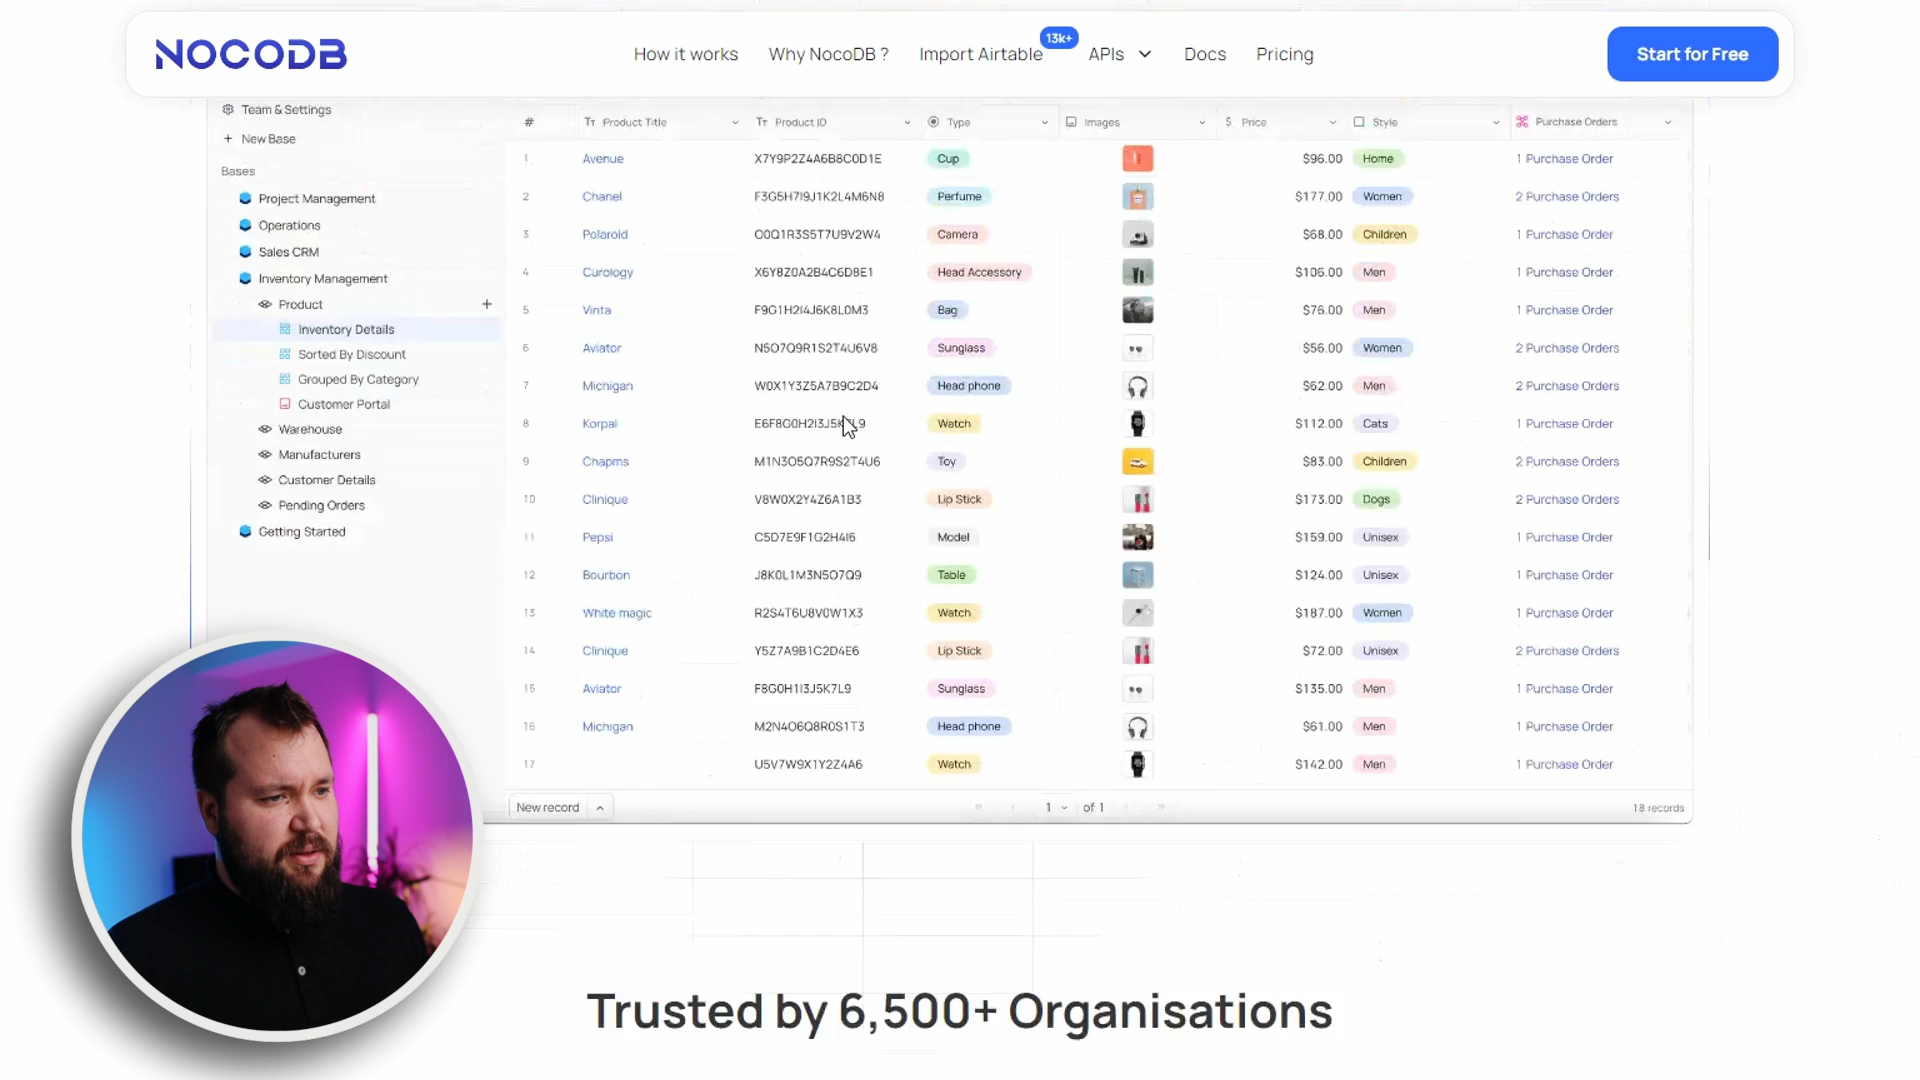 NOCODB
How it works Why NocoDB ? Import Airtable 13k+ APIs Docs Pricing Start for Free
Team & Settings
New Base
Bases
Project Management
Operations
Sales CRM
Inventory Management
Product +
Inventory Details
Sorted By Discount
Grouped By Category
Customer Portal
Warehouse
Manufacturers
Customer Details
Pending Orders
Getting Started
# Product Title Product ID Type Images $ Price Style Purchase Orders
1 Avenue X7Y9P2Z4A6B8C0D1E Cup $96.00 Home 1 Purchase Order
2 Chanel F3G5H7I9J1K2L4M6N8 Perfume $177.00 Women 2 Purchase Orders
3 Polaroid O0Q1R3S5T7U9V2W4 Camera $68.00 Children 1 Purchase Order
4 Curology X6Y8Z0A2B4C6D8E1 Head Accessory $106.00 Men 1 Purchase Order
5 Vinta F9G1H2I4J6K8L0M3 Bag $76.00 Men 1 Purchase Order
6 Aviator N5O7Q9R1S2T4U6V8 Sunglass $56.00 Women 2 Purchase Orders
7 Michigan W0X1Y3Z5A7B9C2D4 Head phone $62.00 Men 2 Purchase Orders
8 Korpal Watch $112.00 Cats 1 Purchase Order
9 Chapms M1N3O5Q7R9S2T4U6 Toy $83.00 Children 2 Purchase Orders
10 Clinique V8W0X2Y4Z6A1B3 Lip Stick $173.00 Dogs 2 Purchase Orders
11 Pepsi C5D7E9F1G2H4I6 Model $159.00 Unisex 1 Purchase Order
12 Bourbon J8K0L1M3N5O7Q9 Table $124.00 Unisex 1 Purchase Order
13 White magic R2S4T6U8V0W1X3 Watch $187.00 Women 1 Purchase Order
14 Clinique Y5Z7A9B1C2D4E6 Lip Stick $72.00 Unisex 2 Purchase Orders
15 Aviator F8G0H1I3J5K7L9 Sunglass $135.00 Men 1 Purchase Order
16 Michigan M2N4O6Q8R0S1T3 Head phone $61.00 Men 1 Purchase Order
17 U5V7W9X1Y2Z4A6 Watch $142.00 Men 1 Purchase Order
New record 1 of 1 18 records
Trusted by 6,500+ Organisations